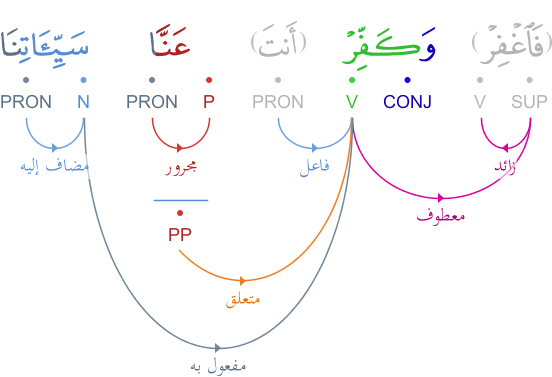 (فَٱغْفِرْ) وَكَفِّرْ (أَنتَ) عَنَّا سَيِّـَٔاتِنَا
PRON N PRON P PRON V CONJ V SUP
مضاف إليه مجرور فاعل زائد
معطوف
PP
متعلق
مفعول به